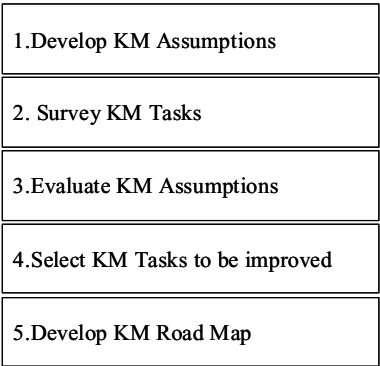 1.Develop KM Assumptions
2. Survey KM Tasks
3.Evaluate KM Assumptions
4.Select KM Tasks to be improved
5.Develop KM Road Map